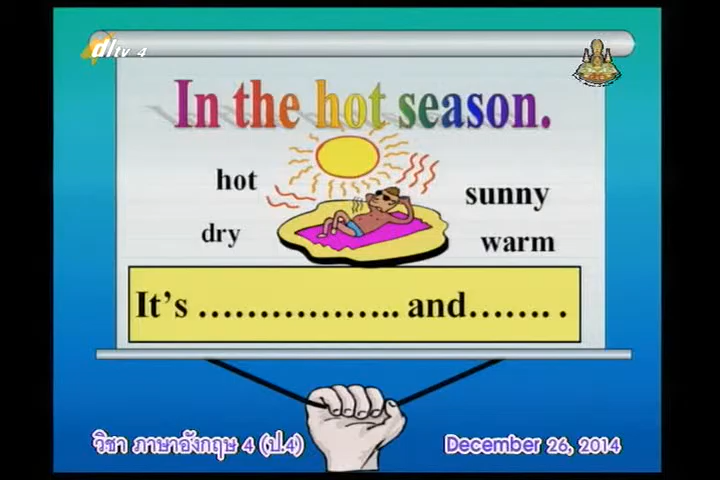 dltv 4
In the hot season.
hot
sunny
dry
warm
It's ……………….. and……. .
วิชา ภาษาอังกฤษ 4 (ป.4)
December 26, 2014